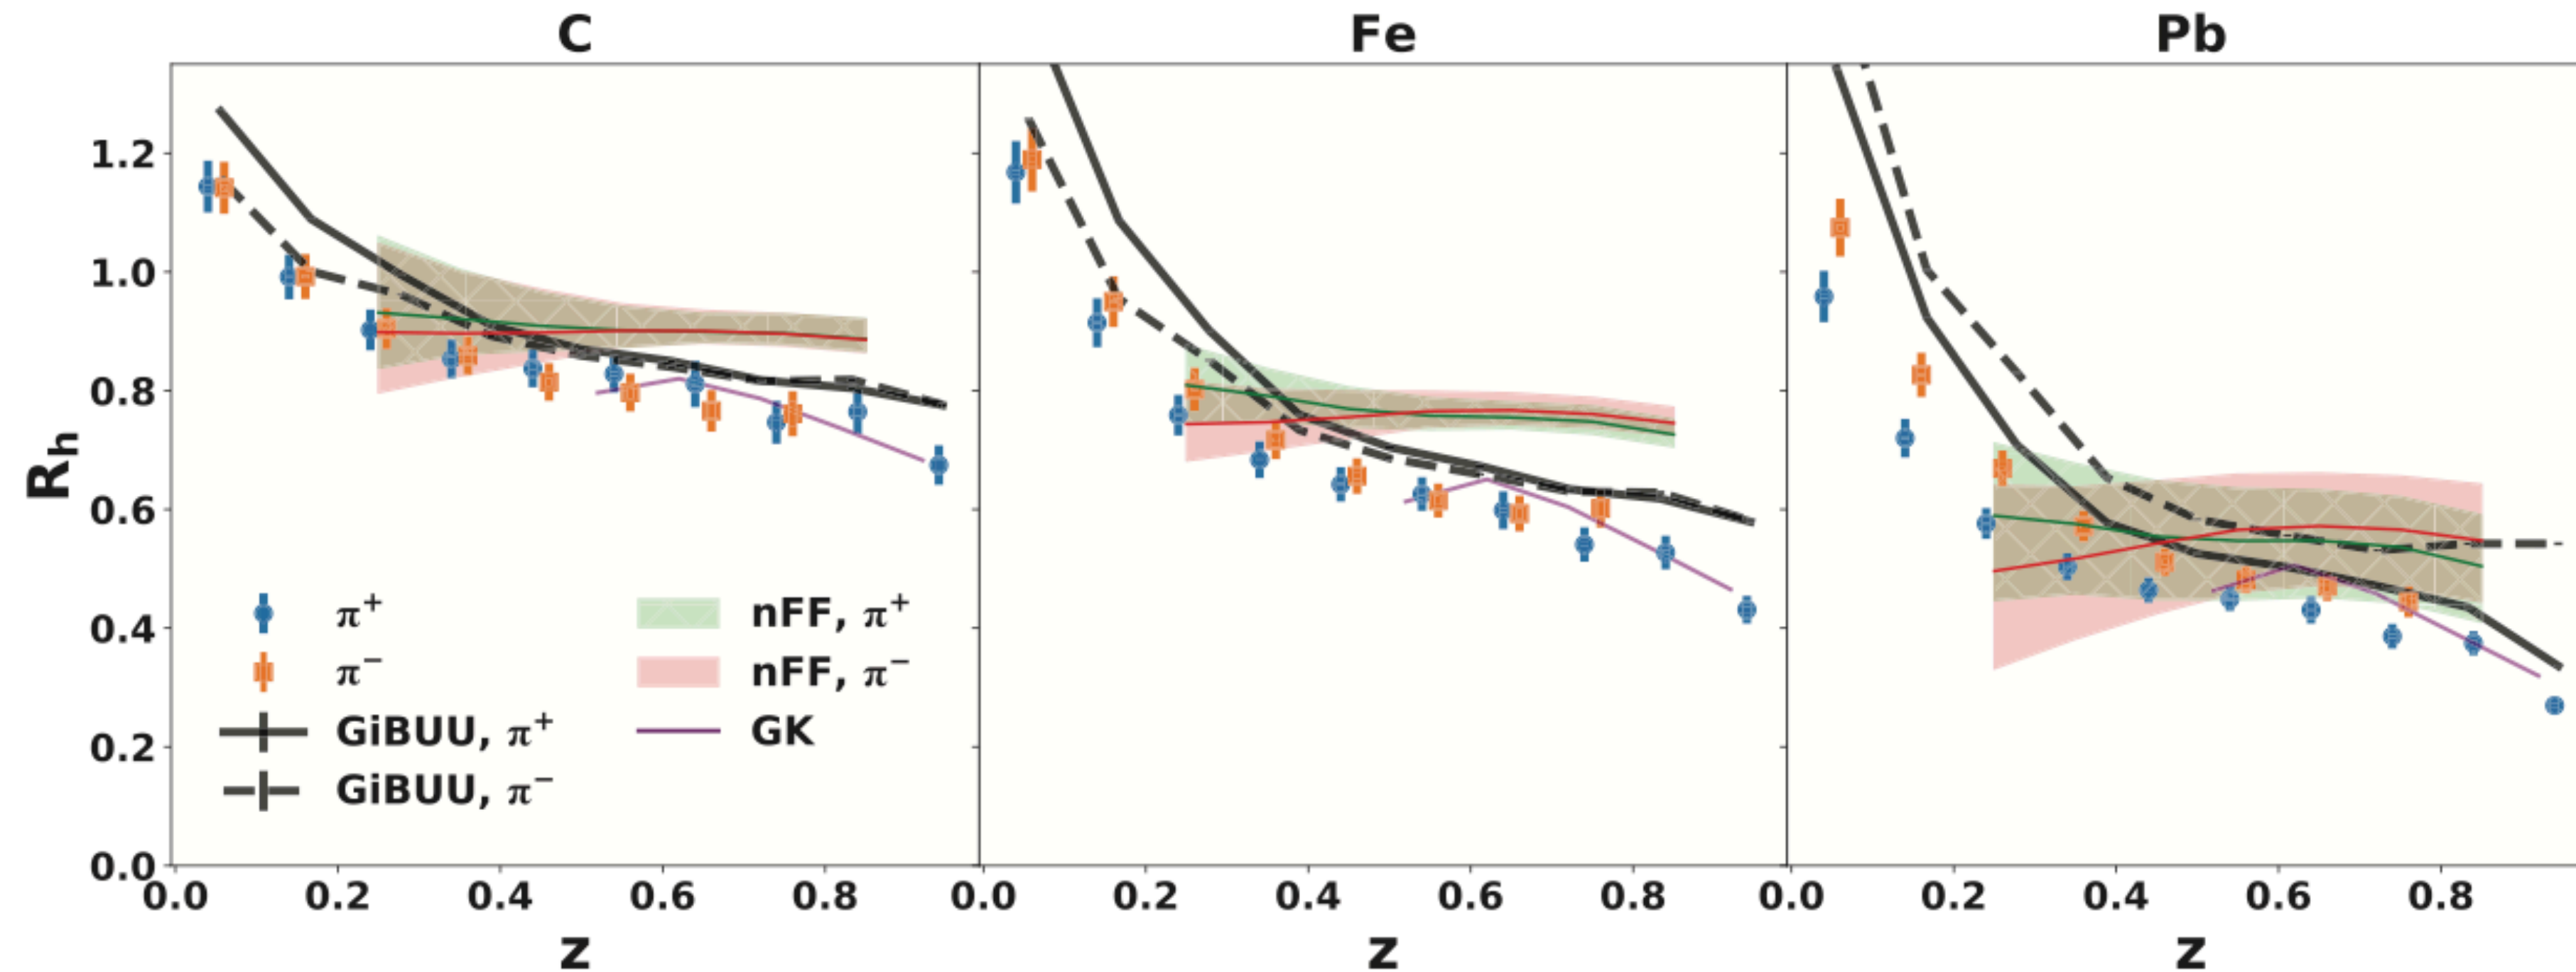 C Fe Pb
R_h
1.2
1.0
0.8
0.6
0.4
0.2
0.0
π⁺
π⁻
GiBUU, π⁺
GiBUU, π⁻
nFF, π⁺
nFF, π⁻
GK
0.0 0.2 0.4 0.6 0.8 0.0 0.2 0.4 0.6 0.8 0.0 0.2 0.4 0.6 0.8
z z z